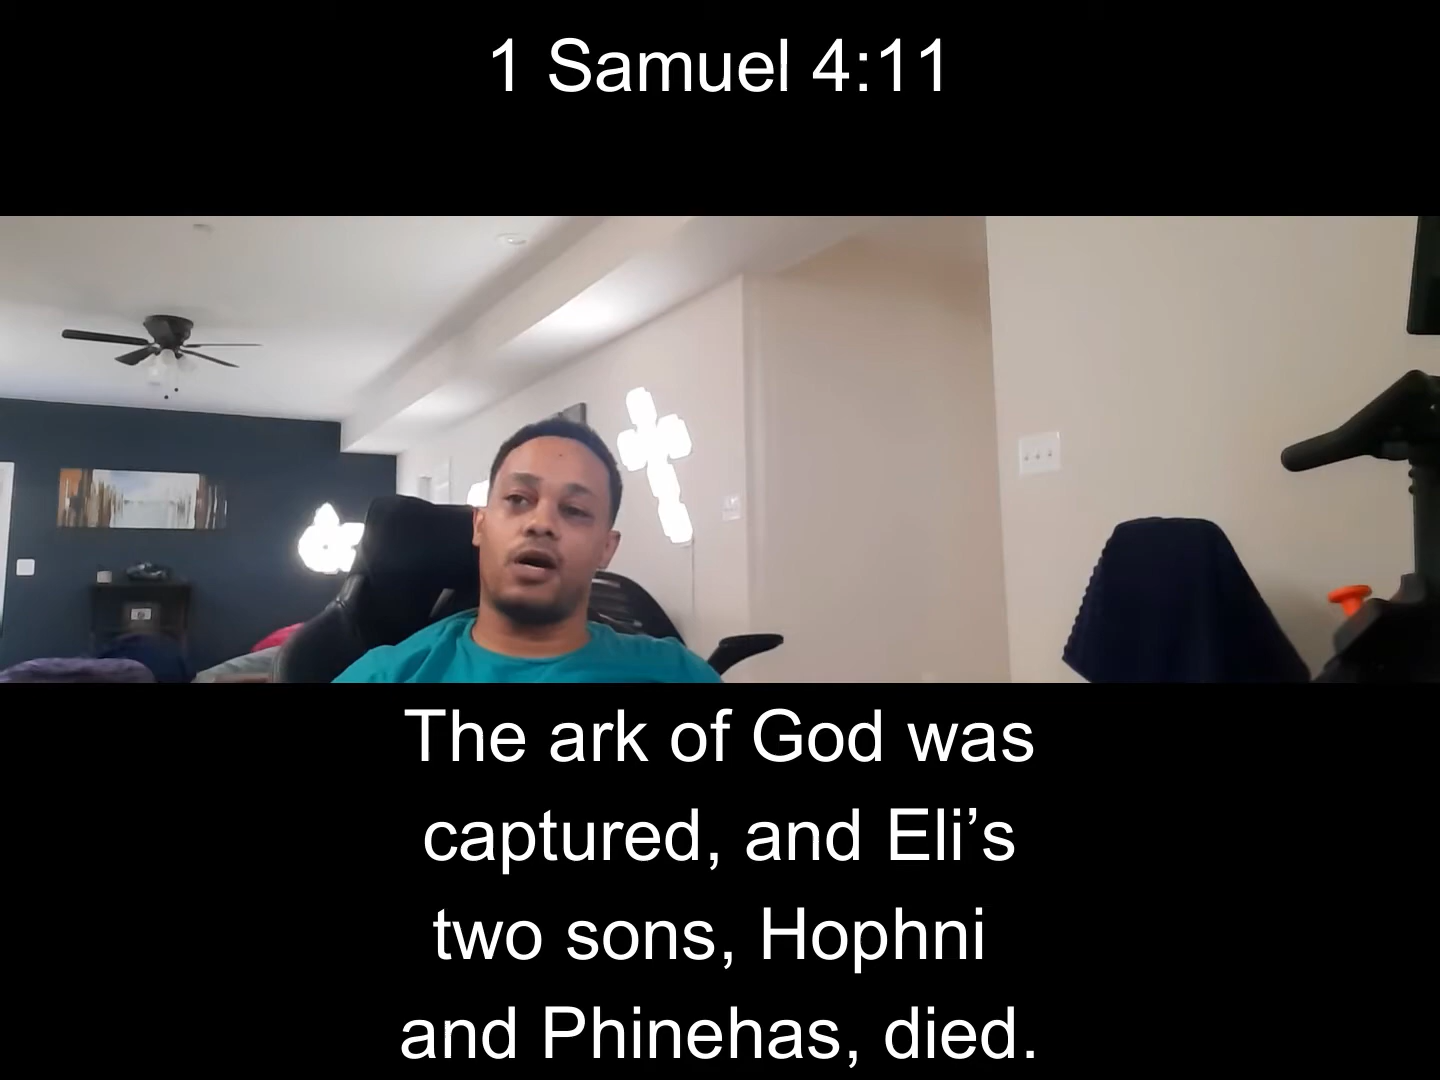 1 Samuel 4:11
The ark of God was
captured, and Eli’s
two sons, Hophni
and Phinehas, died.